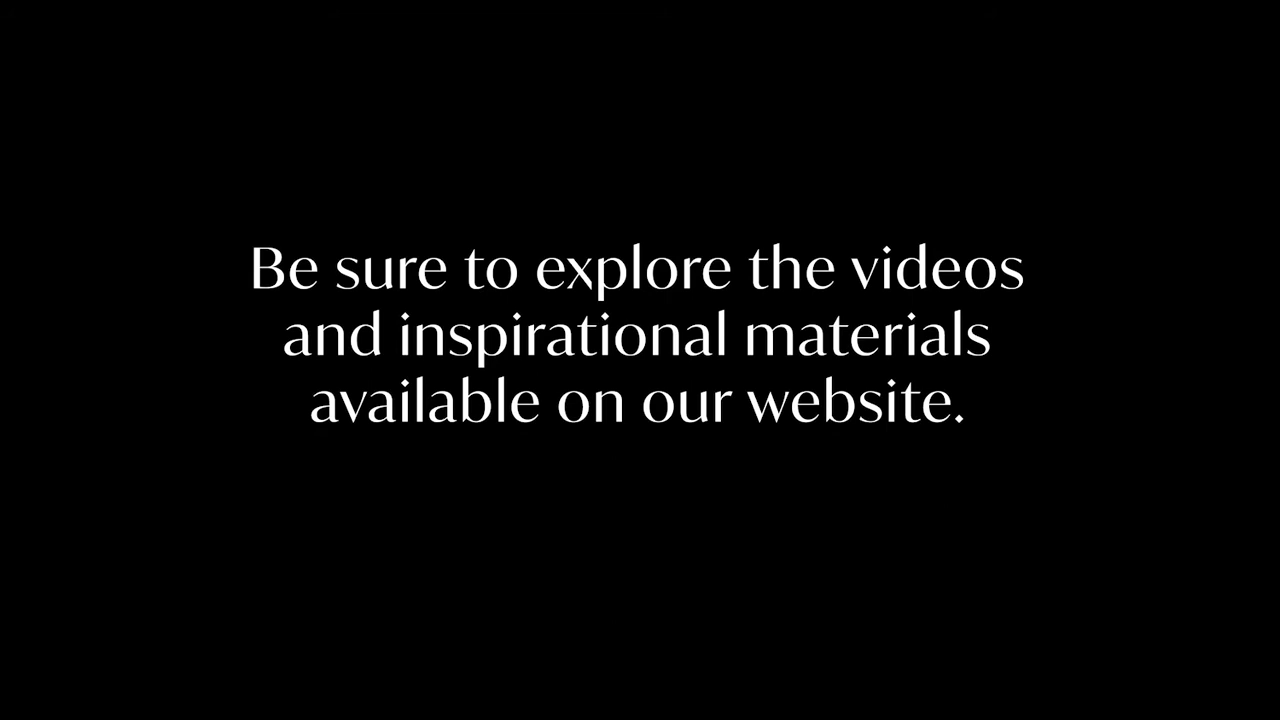 Be sure to explore the videos
and inspirational materials
available on our website.